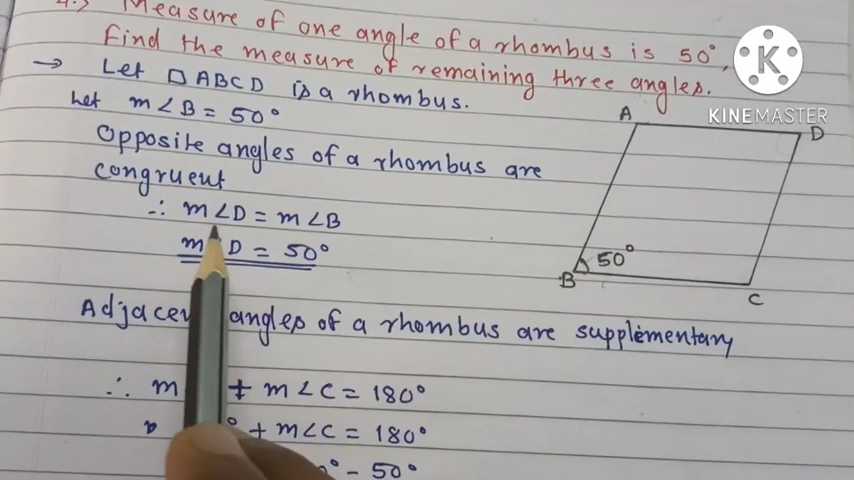 Measure of one angle of a rhombus is 50°,
Find the measure of remaining three angles.
→ Let □ABCD is a rhombus.
Let m∠B = 50°
Opposite angles of a rhombus are
congruent
∴ m∠D = m∠B
m D = 50°
Adjacen angles of a rhombus are supplementary
∴ m + m∠C = 180°
° + m∠C = 180°
0° - 50°
K
KINEMASTER
A
D
50°
B
C